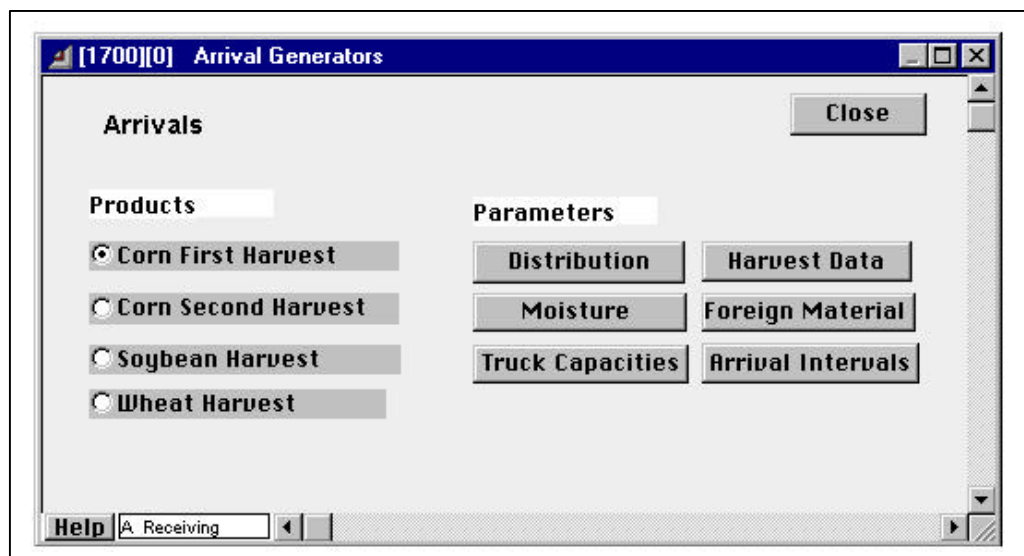 [1700][0] Arrival Generators
Arrivals
Close
Products
Parameters
Corn First Harvest
Distribution
Harvest Data
Corn Second Harvest
Moisture
Foreign Material
Soybean Harvest
Truck Capacities
Arrival Intervals
Wheat Harvest
Help
A Receiving